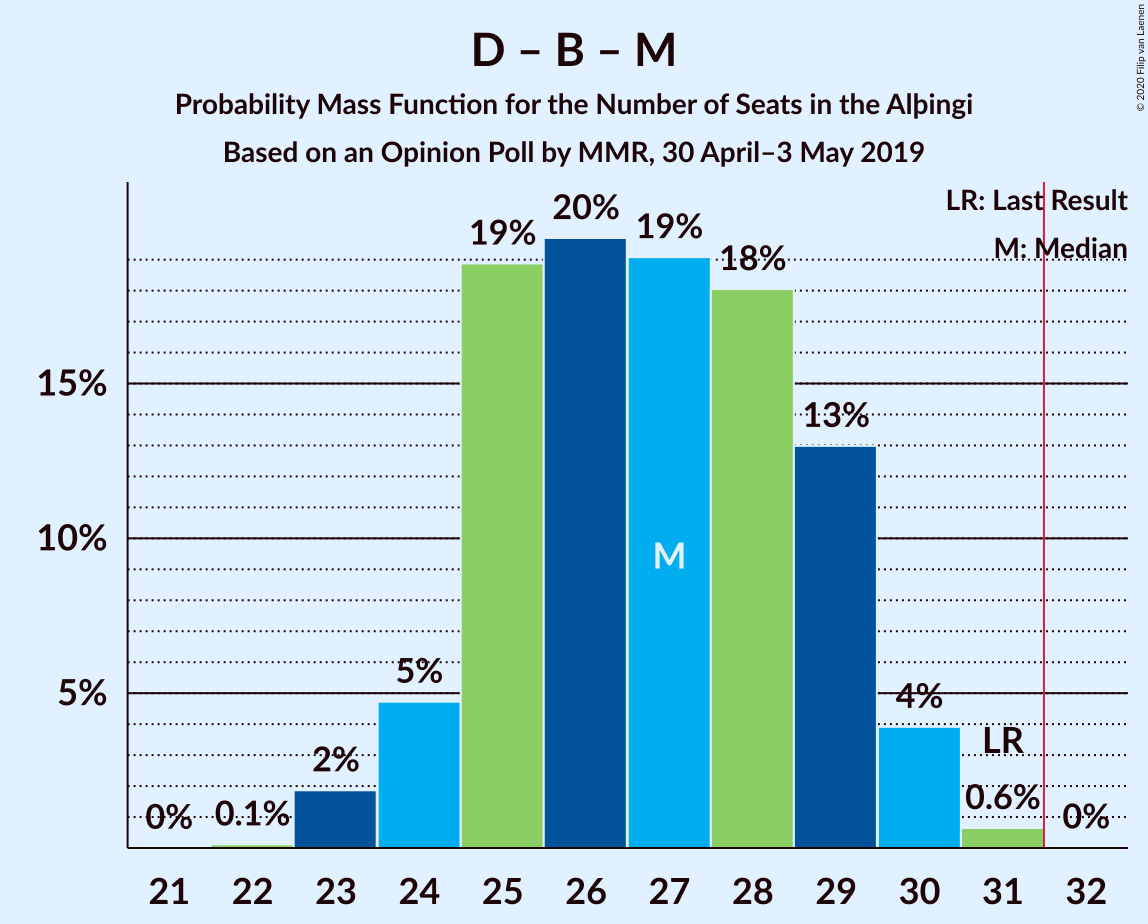 D – B – M
Probability Mass Function for the Number of Seats in the Alþingi
Based on an Opinion Poll by MMR, 30 April–3 May 2019
© 2020 Filip van Laenen
LR: Last Result
M: Median
15%
10%
5%
0%
0.1%
2%
5%
19%
20%
19%
18%
13%
4%
0.6%
0%
M
LR
21 22 23 24 25 26 27 28 29 30 31 32